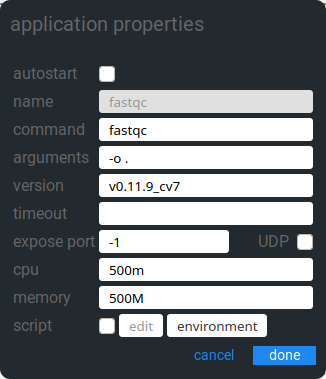 application properties
autostart
name fastqc
command fastqc
arguments -o .
version v0.11.9_cv7
timeout
expose port -1 UDP
cpu 500m
memory 500M
script edit environment
cancel done